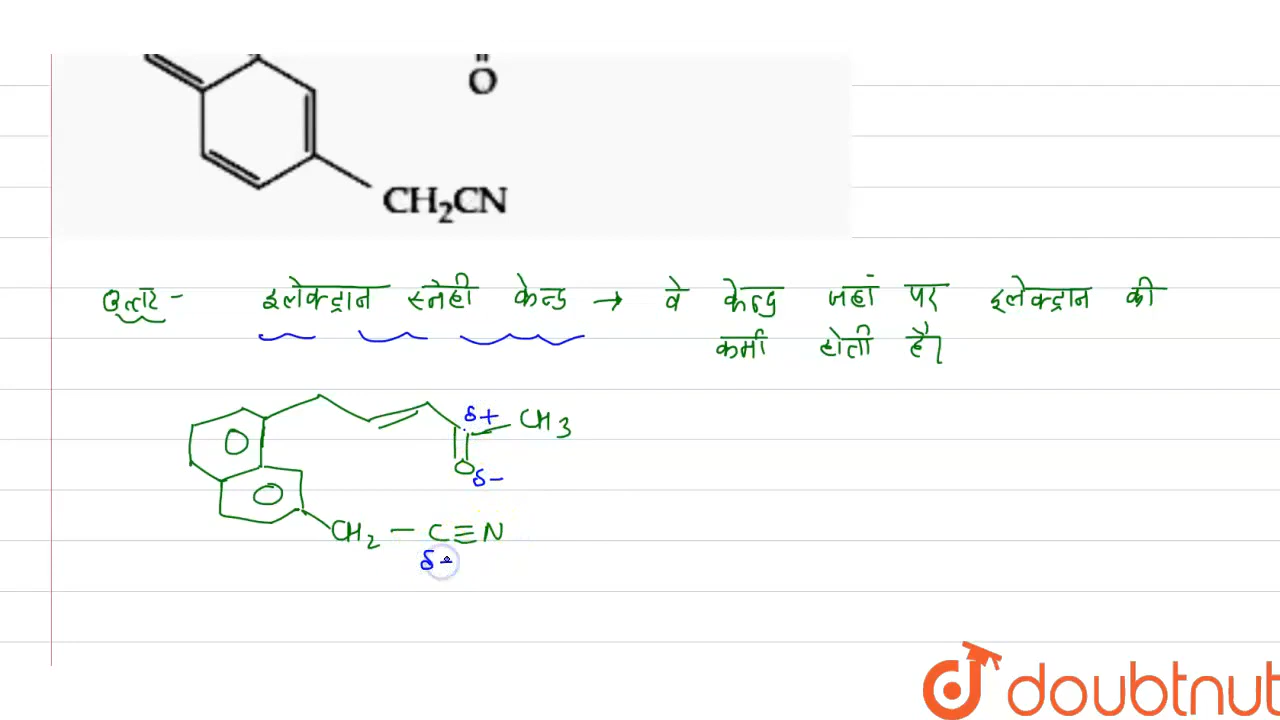 Ö
CH₂CN
उत्तर - इलेक्ट्रान स्नेही केन्द्र → वे केन्द्र जहां पर इलेक्ट्रान की
कमी होती है।
δ+ CH₃
O
δ-
CH₂ - C≡N
δ+
doubtnut